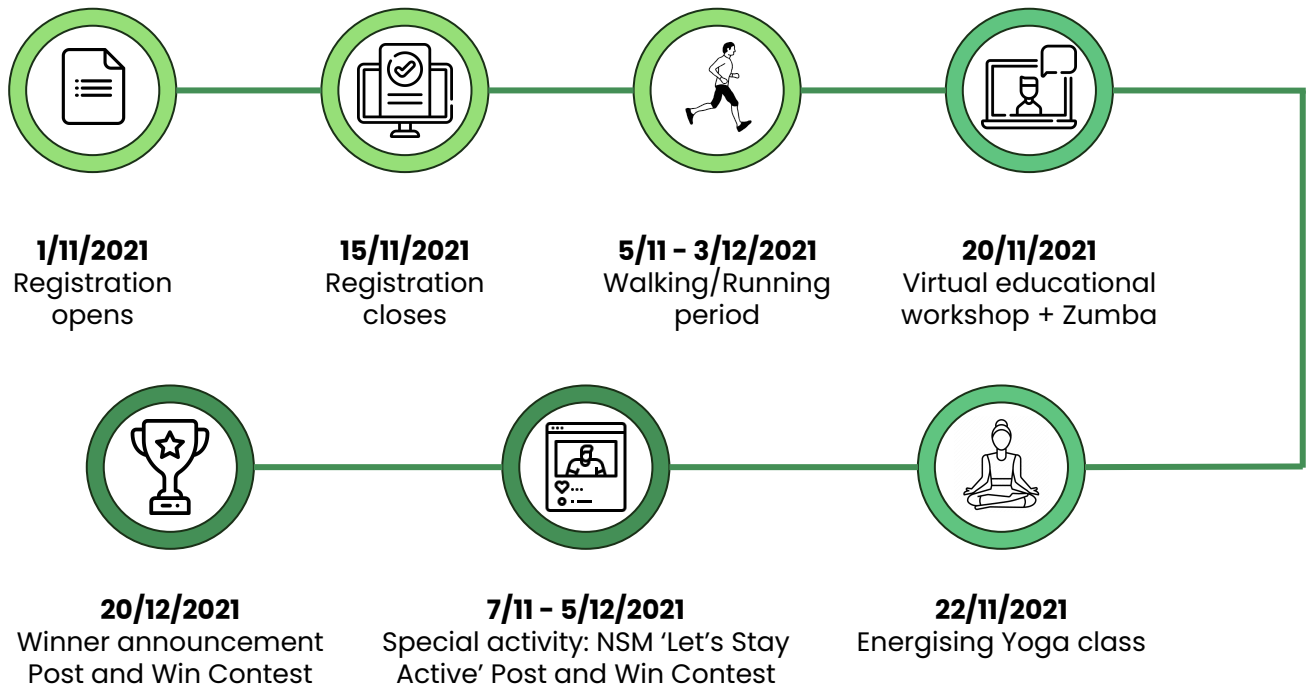 1/11/2021
Registration
opens
15/11/2021
Registration
closes
5/11 – 3/12/2021
Walking/Running
period
20/11/2021
Virtual educational
workshop + Zumba
22/11/2021
Energising Yoga class
7/11 – 5/12/2021
Special activity: NSM ‘Let’s Stay
Active’ Post and Win Contest
20/12/2021
Winner announcement
Post and Win Contest